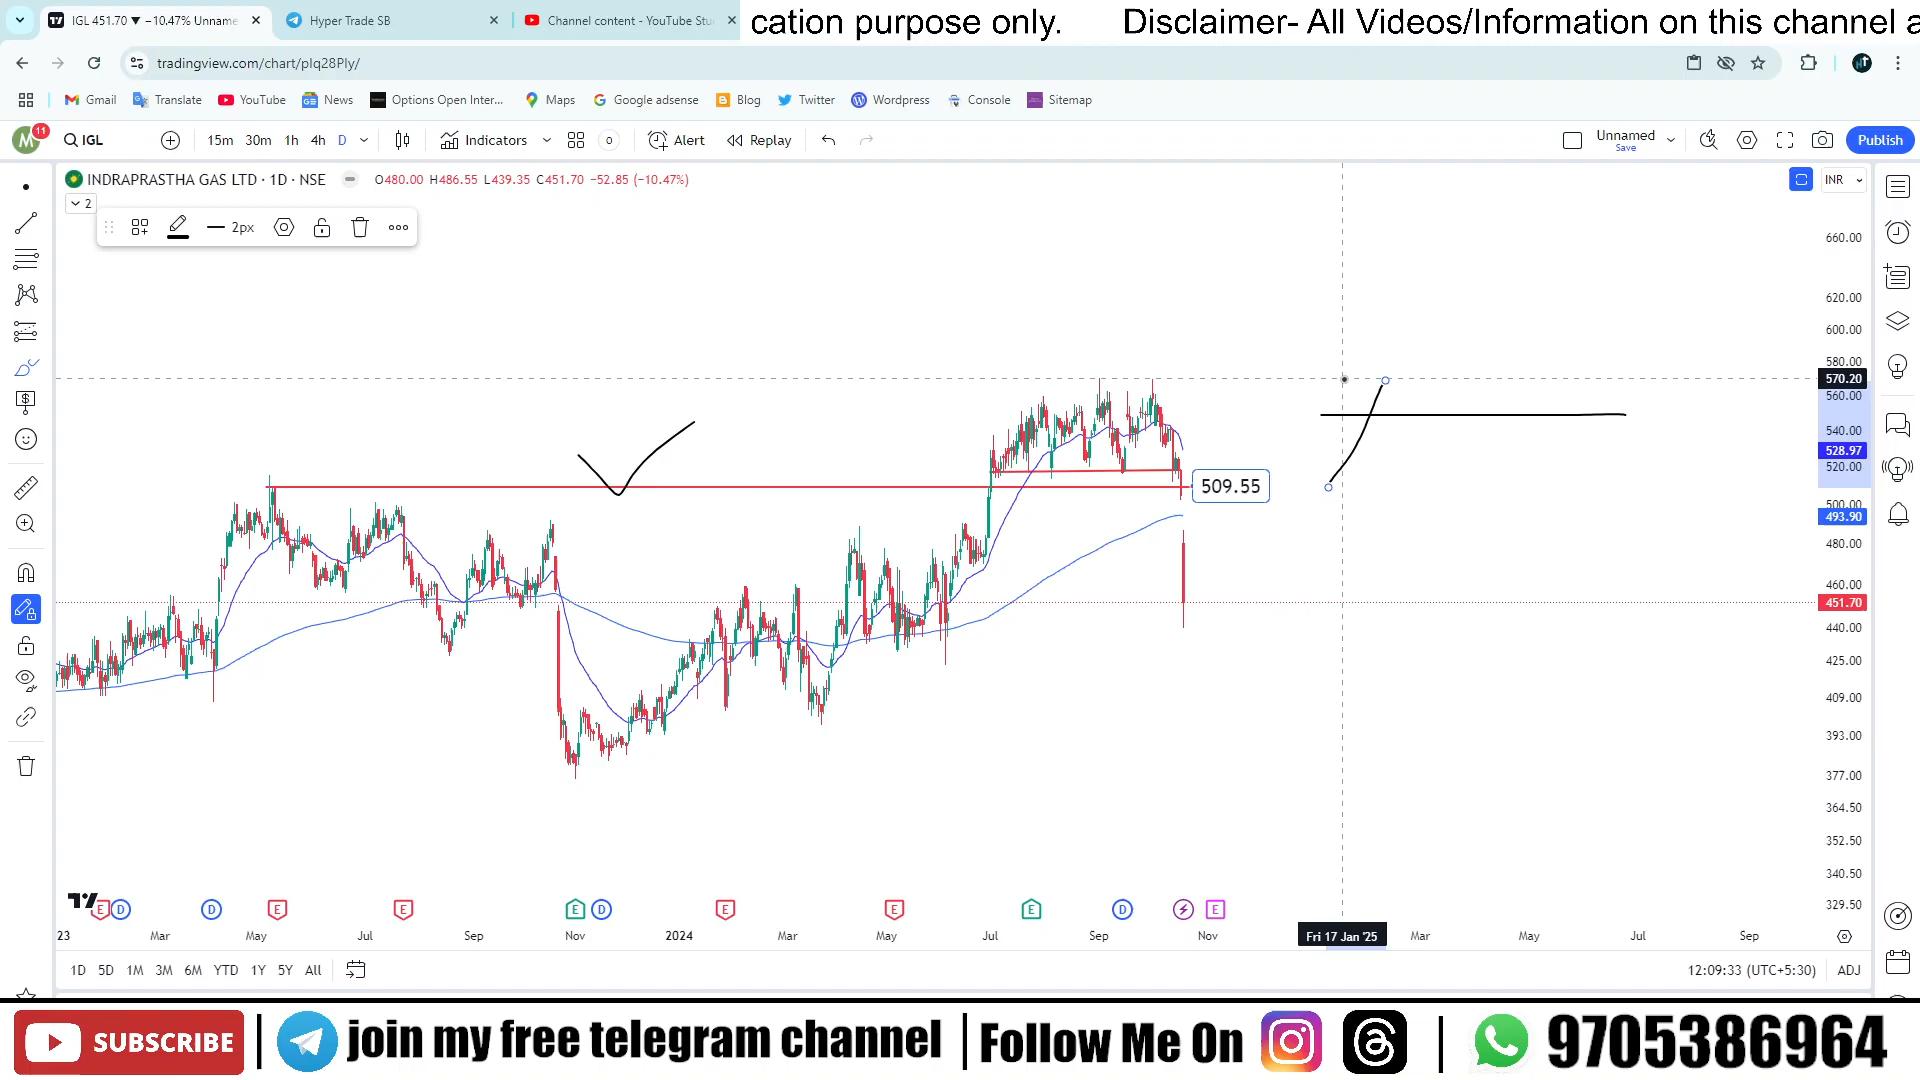 IGL 451.70 ▼ −10.47% Unname
Hyper Trade SB
Channel content - YouTube Stu
cation purpose only. Disclaimer- All Videos/Information on this channel a
tradingview.com/chart/pIq28Ply/
Gmail Translate YouTube News Options Open Inter... Maps Google adsense Blog Twitter Wordpress Console Sitemap
M 11 IGL 15m 30m 1h 4h D Indicators Alert Replay Unnamed Save Publish
INDRAPRASTHA GAS LTD · 1D · NSE O480.00 H486.55 L439.35 C451.70 −52.85 (−10.47%) INR
2
2px
660.00
620.00
600.00
580.00
570.20
560.00
540.00
528.97
520.00
509.55
500.00
493.90
480.00
460.00
451.70
440.00
425.00
409.00
393.00
377.00
364.50
352.50
340.50
329.50
E D D E E E D E E E D E
23 Mar May Jul Sep Nov 2024 Mar May Jul Sep Nov Fri 17 Jan '25 Mar May Jul Sep
1D 5D 1M 3M 6M YTD 1Y 5Y All 12:09:33 (UTC+5:30) ADJ
SUBSCRIBE | join my free telegram channel | Follow Me On | 9705386964